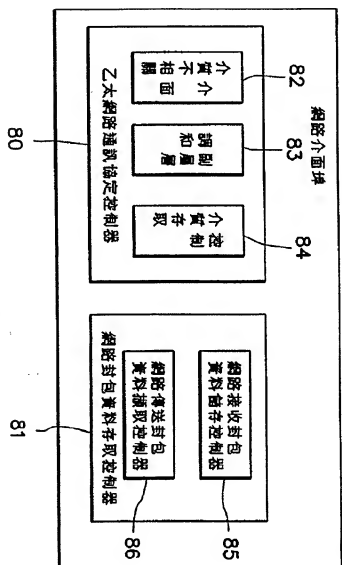 網路介面塊
82
介質不相關
介面
83
調和
副層
84
介質存取
控制
乙太網路通訊協定控制器
80
網路接收封包
資料儲存控制器
85
網路傳送封包
資料擷取控制器
86
網路封包資料存取控制器
81